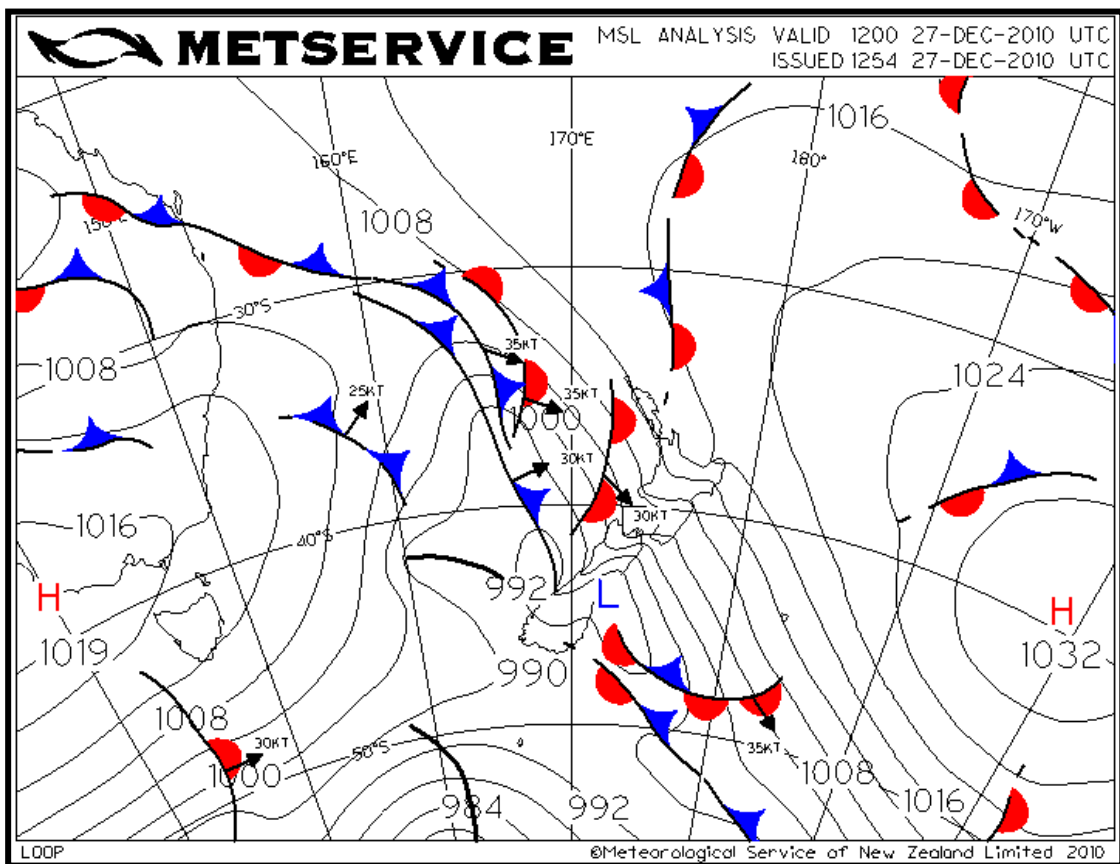 METSERVICE
MSL ANALYSIS VALID 1200 27-DEC-2010 UTC
ISSUED 1254 27-DEC-2010 UTC
1016
170°E
160°E
180°
1008
170°W
30°S
35KT
1008
25KT
35KT
1024
1000
30KT
30KT
1016
40°S
992
L
H
H
1019
990
1032
1008
30KT
50°S
35KT
1000
1008
984
992
1016
LOOP
©Meteorological Service of New Zealand Limited 2010